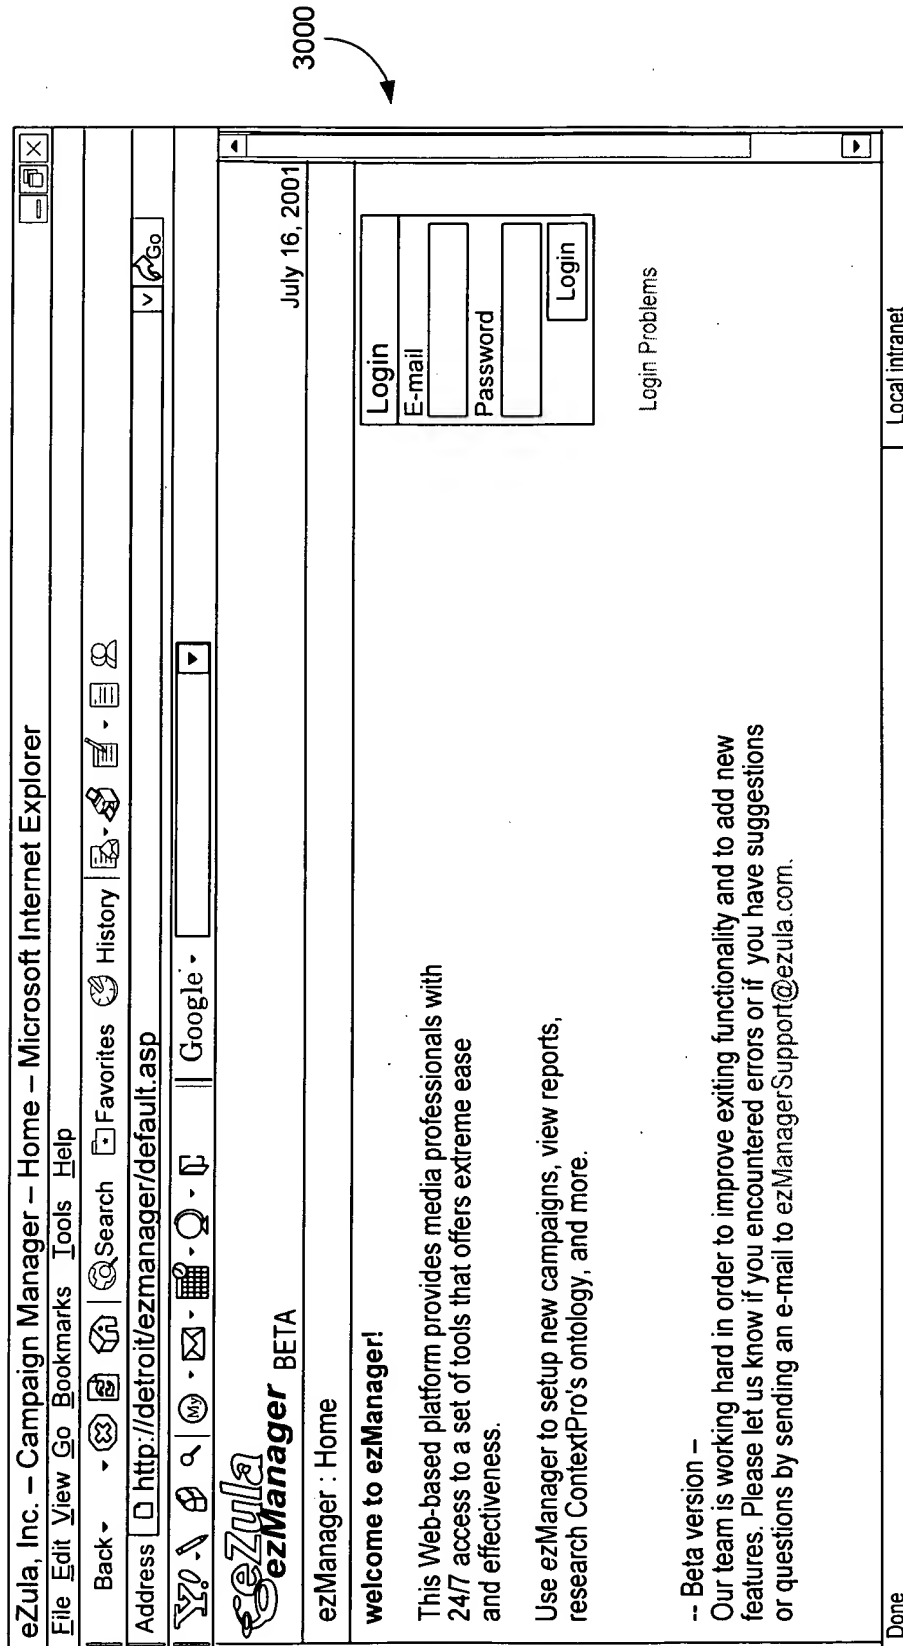 3000
eZula, Inc. – Campaign Manager – Home – Microsoft Internet Explorer
File Edit View Go Bookmarks Tools Help
Back Search Favorites History
Address http://detroit/ezmanager/default.asp Go
Y! My Google
eZula
ezManager BETA
July 16, 2001
ezManager : Home
welcome to ezManager!
This Web-based platform provides media professionals with
24/7 access to a set of tools that offers extreme ease
and effectiveness.
Use ezManager to setup new campaigns, view reports,
research ContextPro's ontology, and more.
Login
E-mail
Password
Login
Login Problems
-- Beta version –
Our team is working hard in order to improve exiting functionality and to add new
features. Please let us know if you encountered errors or if you have suggestions
or questions by sending an e-mail to ezManagerSupport@ezula.com.
Done Local intranet